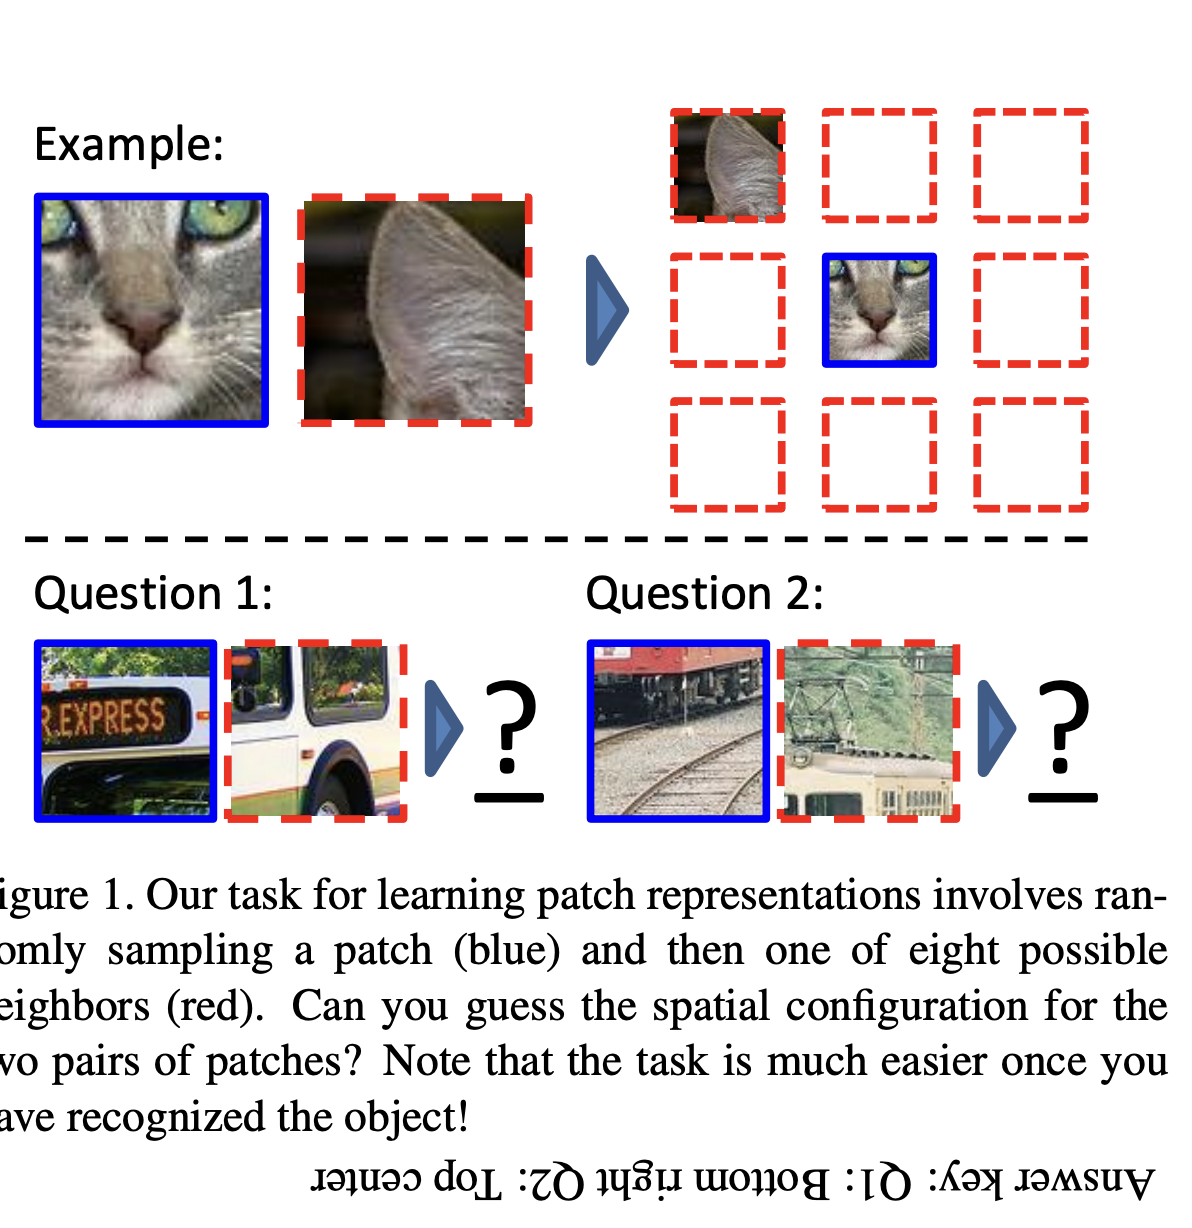 Example:
Question 1:
Question 2:
R.EXPRESS
?
?
igure 1. Our task for learning patch representations involves ran-
omly sampling a patch (blue) and then one of eight possible
eighbors (red). Can you guess the spatial configuration for the
wo pairs of patches? Note that the task is much easier once you
ave recognized the object!
Answer key: Q1: Bottom right Q2: Top center